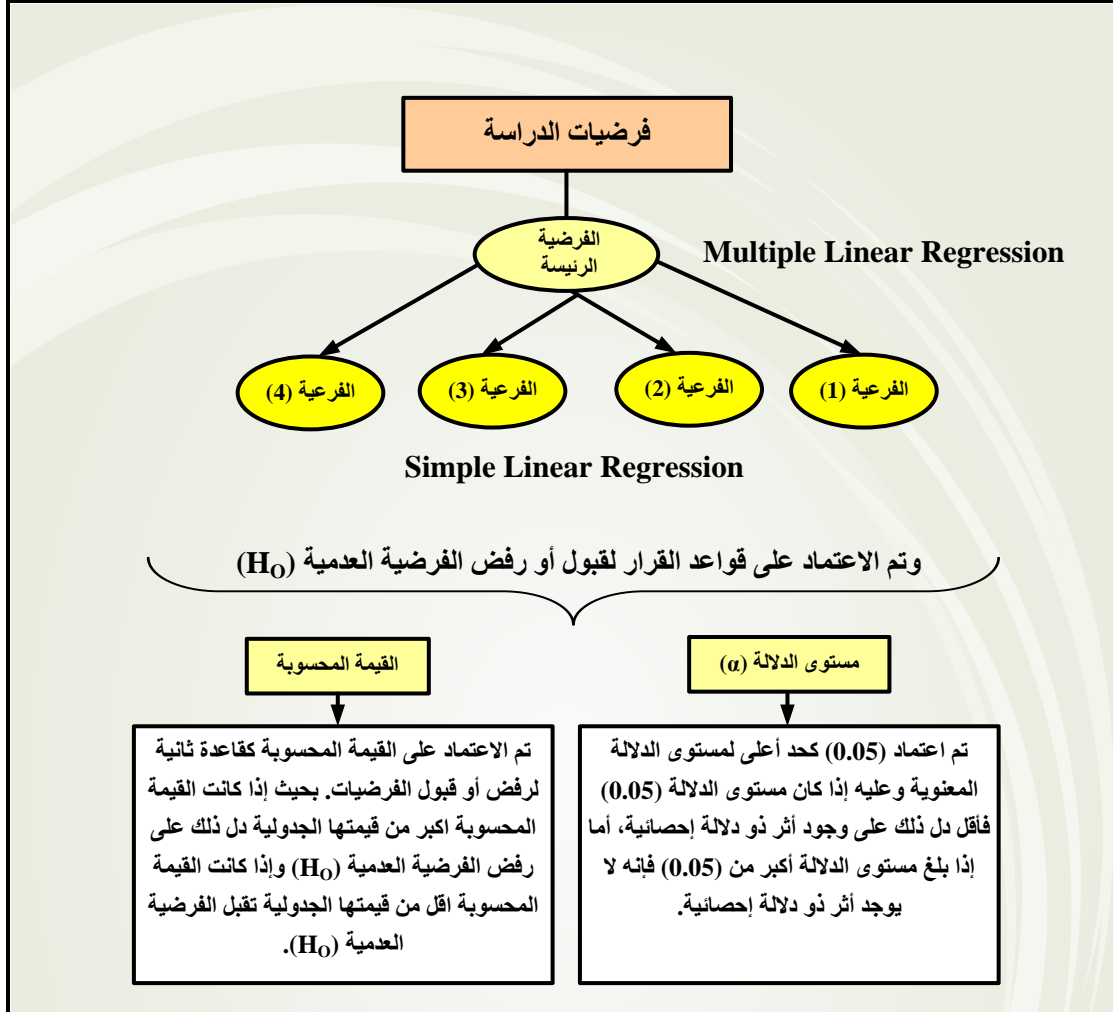 فرضيات الدراسة
الفرضية
الرئيسة
Multiple Linear Regression
الفرعية (1)
الفرعية (2)
الفرعية (3)
الفرعية (4)
Simple Linear Regression
وتم الاعتماد على قواعد القرار لقبول أو رفض الفرضية العدمية (HO)
مستوى الدلالة (α)
تم اعتماد (0.05) كحد أعلى لمستوى الدلالة
المعنوية وعليه إذا كان مستوى الدلالة (0.05)
فأقل دل ذلك على وجود أثر ذو دلالة إحصائية، أما
إذا بلغ مستوى الدلالة أكبر من (0.05) فإنه لا
يوجد أثر ذو دلالة إحصائية.
القيمة المحسوبة
تم الاعتماد على القيمة المحسوبة كقاعدة ثانية
لرفض أو قبول الفرضيات. بحيث إذا كانت القيمة
المحسوبة اكبر من قيمتها الجدولية دل ذلك على
رفض الفرضية العدمية (HO) وإذا كانت القيمة
المحسوبة اقل من قيمتها الجدولية تقبل الفرضية
العدمية (HO).